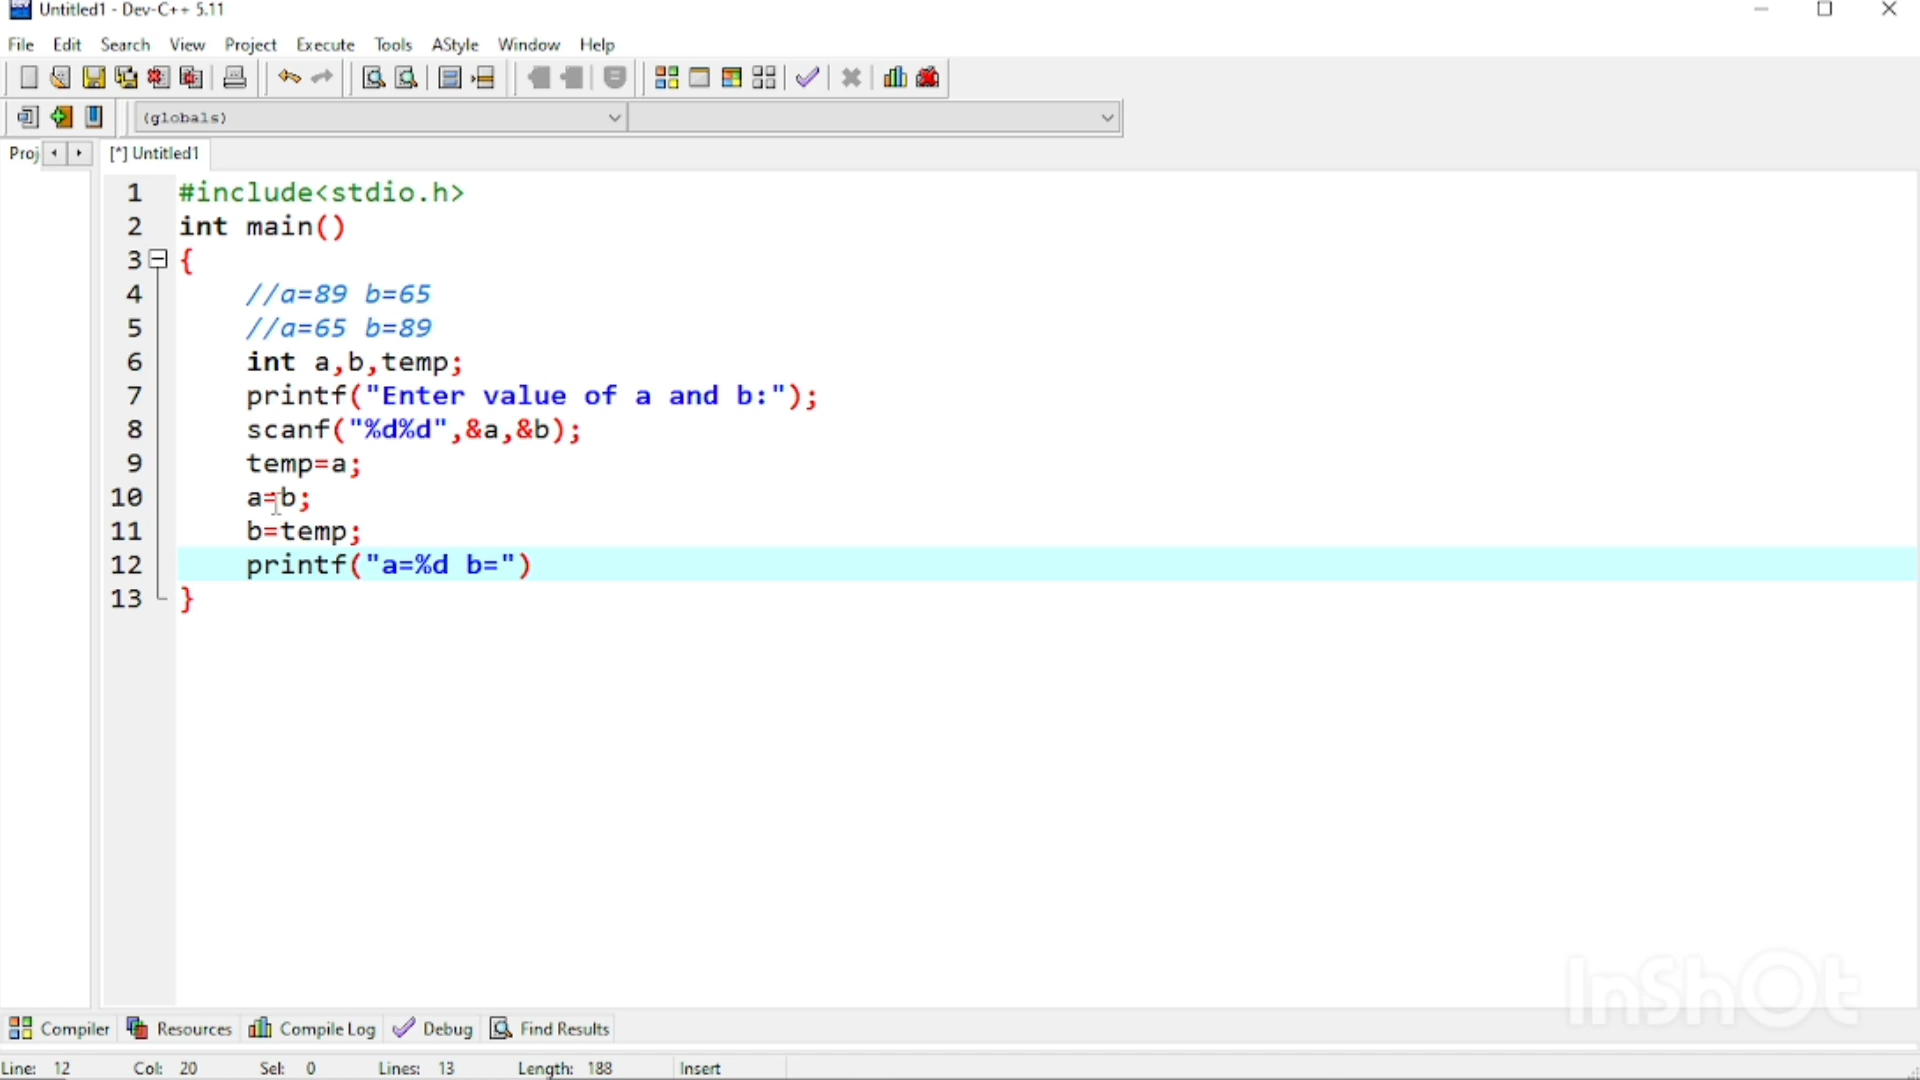 Untitled1 - Dev-C++ 5.11
File Edit Search View Project Execute Tools AStyle Window Help
(globals)
Proj [*] Untitled1
1 #include<stdio.h>
2 int main()
3 {
4 //a=89 b=65
5 //a=65 b=89
6 int a,b,temp;
7 printf("Enter value of a and b:");
8 scanf("%d%d",&a,&b);
9 temp=a;
10 a=b;
11 b=temp;
12 printf("a=%d b=")
13 }
InShOt
Compiler Resources Compile Log Debug Find Results
Line: 12 Col: 20 Sel: 0 Lines: 13 Length: 188 Insert